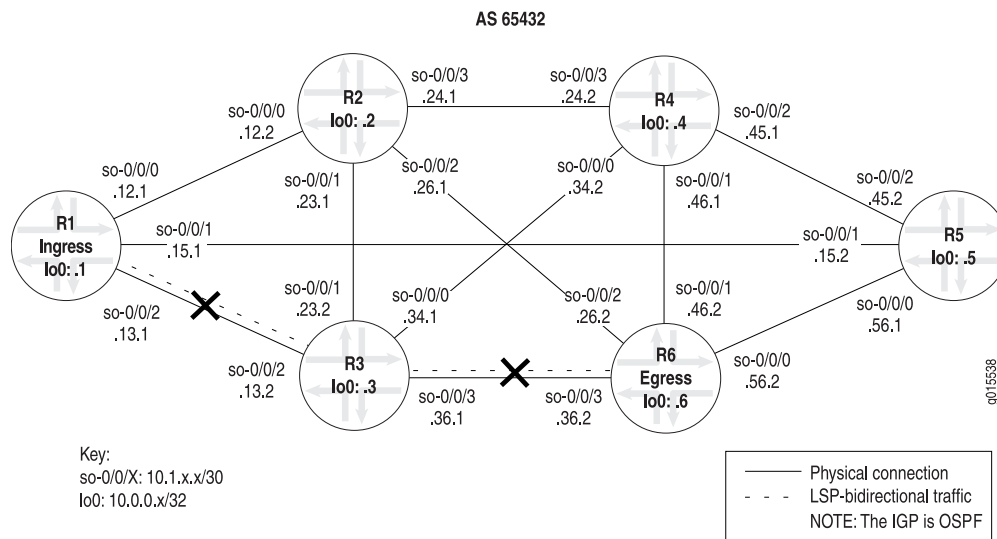 AS 65432
so-0/0/3
.24.1
so-0/0/3
.24.2
R2
lo0: .2
R4
lo0: .4
so-0/0/0
.12.2
so-0/0/2
.45.1
so-0/0/2
.26.1
so-0/0/0
.34.2
so-0/0/0
.12.1
so-0/0/1
.23.1
so-0/0/1
.46.1
so-0/0/2
.45.2
R1
Ingress
lo0: .1
so-0/0/1
.15.1
so-0/0/1
.15.2
R5
lo0: .5
so-0/0/1
.23.2
so-0/0/0
.34.1
so-0/0/2
.26.2
so-0/0/1
.46.2
so-0/0/0
.56.1
so-0/0/2
.13.1
so-0/0/2
.13.2
R3
lo0: .3
R6
Egress
lo0: .6
so-0/0/0
.56.2
so-0/0/3
.36.1
so-0/0/3
.36.2
g015538
Key:
so-0/0/X: 10.1.x.x/30
lo0: 10.0.0.x/32
Physical connection
LSP-bidirectional traffic
NOTE: The IGP is OSPF